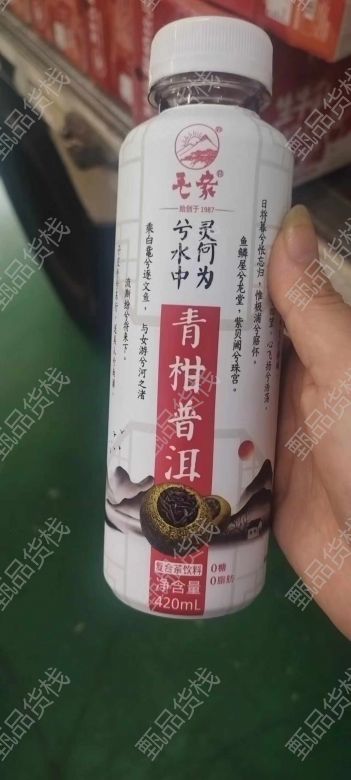 ®
毛家®
始创于1987
灵何为
兮水中
日将暮兮怅忘归，惟极浦兮寤怀。
鱼鳞屋兮龙堂，紫贝阙兮珠宫。
乘白鼋兮逐文鱼，
与女游兮河之渚
流澌纷兮将来下。
青柑普洱
复合茶饮料
0糖
0脂肪
净含量
420mL
甄品货栈